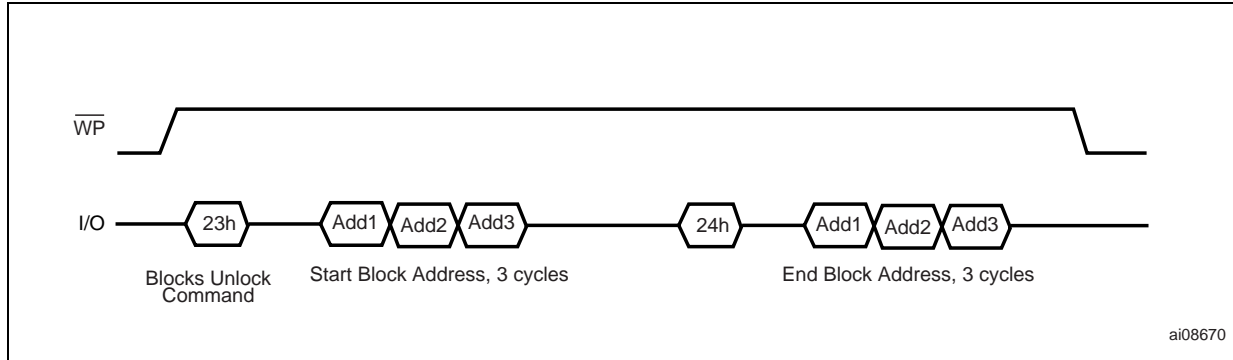 WP
I/O
23h
Add1
Add2
Add3
24h
Add1
Add2
Add3
Blocks Unlock
Command
Start Block Address, 3 cycles
End Block Address, 3 cycles
ai08670